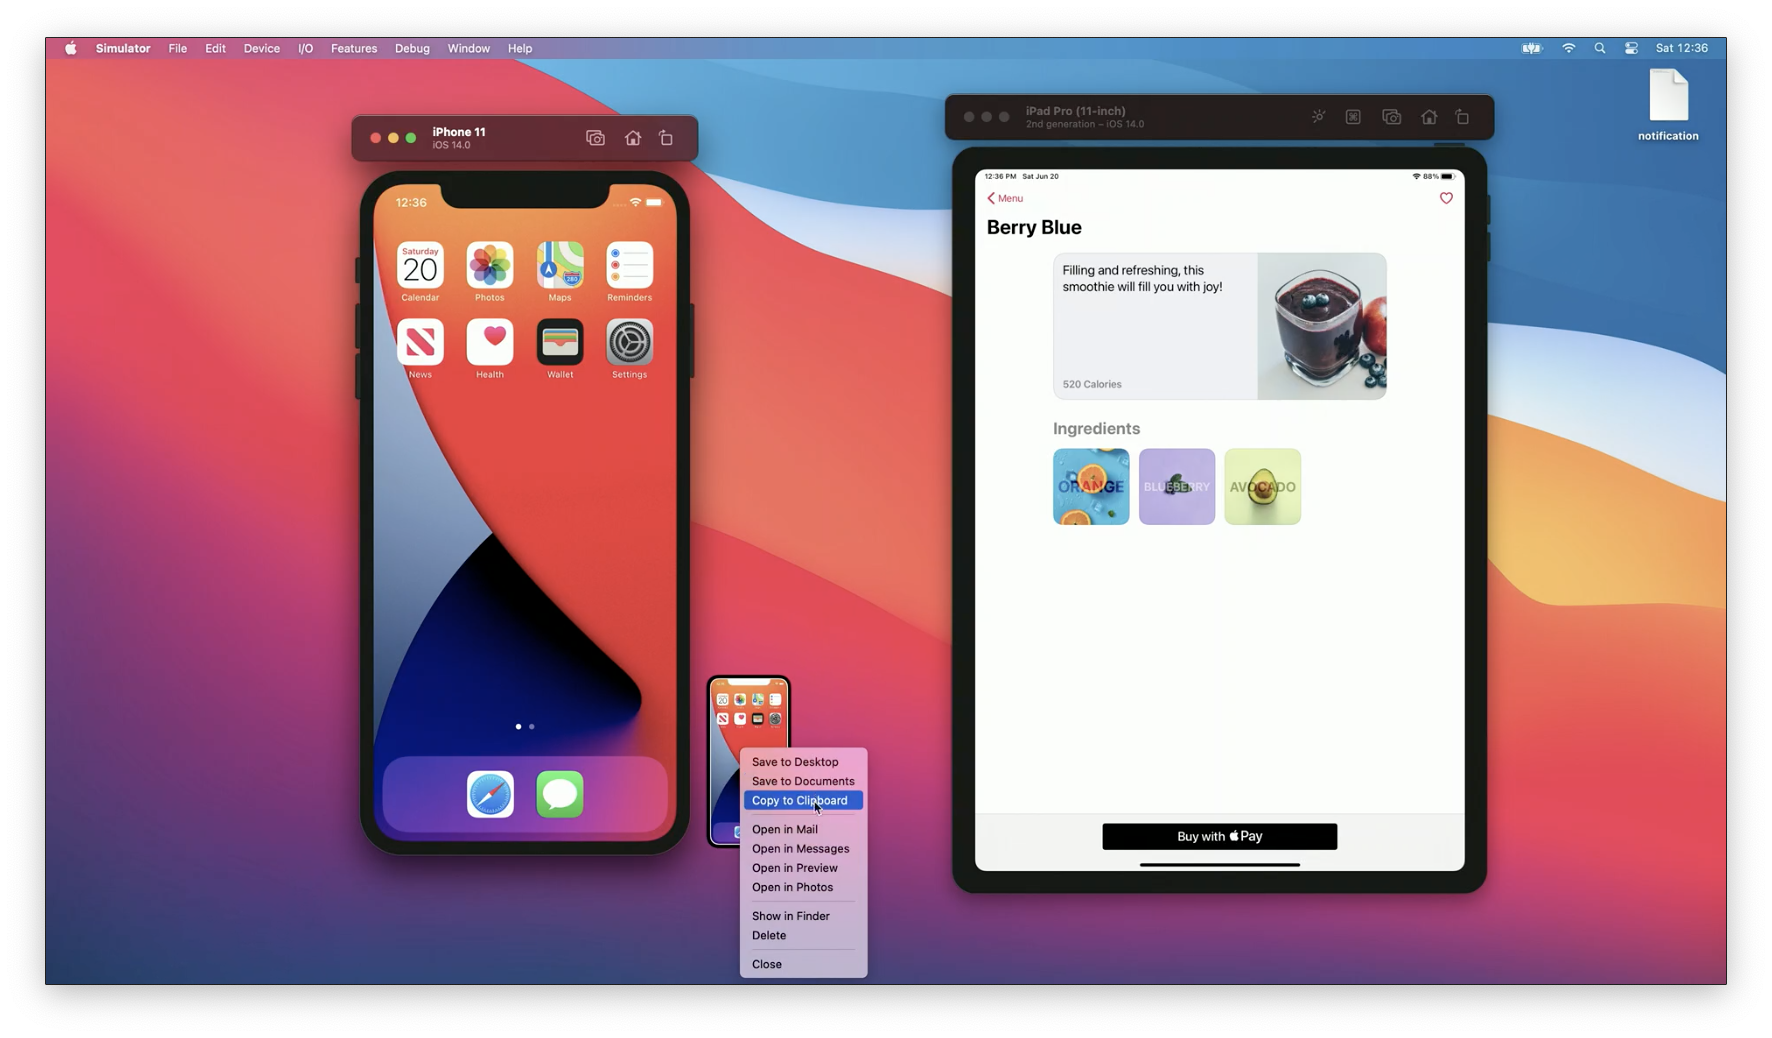 Simulator File Edit Device I/O Features Debug Window Help
Sat 12:36
notification
iPhone 11
iOS 14.0
12:36
Saturday
20
Calendar
Photos
Maps
280
Reminders
News
Health
Wallet
Settings
Save to Desktop
Save to Documents
Copy to Clipboard
Open in Mail
Open in Messages
Open in Preview
Open in Photos
Show in Finder
Delete
Close
iPad Pro (11-inch)
2nd generation – iOS 14.0
12:36 PM Sat Jun 20
88%
Menu
Berry Blue
Filling and refreshing, this
smoothie will fill you with joy!
520 Calories
Ingredients
ORANGE
BLUEBERRY
AVOCADO
Buy with Pay